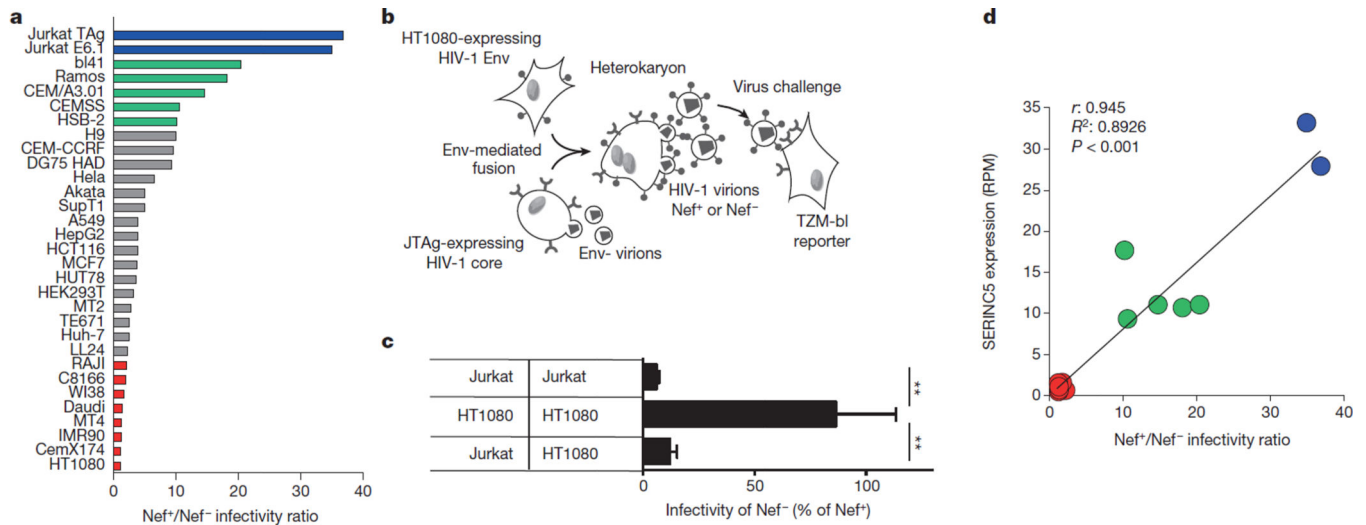 a
Jurkat TAg
Jurkat E6.1
bl41
Ramos
CEM/A3.01
CEMSS
HSB-2
H9
CEM-CCRF
DG75 HAD
Hela
Akata
SupT1
A549
HepG2
HCT116
MCF7
HUT78
HEK293T
MT2
TE671
Huh-7
LL24
RAJI
C8166
WI38
Daudi
MT4
IMR90
CemX174
HT1080
0 10 20 30 40
Nef⁺/Nef⁻ infectivity ratio
b
HT1080-expressing
HIV-1 Env
Heterokaryon
Virus challenge
Env-mediated
fusion
HIV-1 virions
Nef⁺ or Nef⁻
TZM-bl
reporter
JTAg-expressing
HIV-1 core
Env- virions
c
Jurkat Jurkat
HT1080 HT1080
Jurkat HT1080
**
**
0 50 100
Infectivity of Nef⁻ (% of Nef⁺)
d
r: 0.945
R²: 0.8926
P < 0.001
SERINC5 expression (RPM)
35
30
25
20
15
10
5
0
0 10 20 30 40
Nef⁺/Nef⁻ infectivity ratio